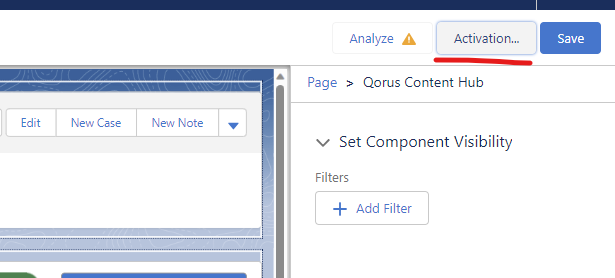 Analyze
Activation...
Save
Page > Qorus Content Hub
Edit
New Case
New Note
Set Component Visibility
Filters
+ Add Filter